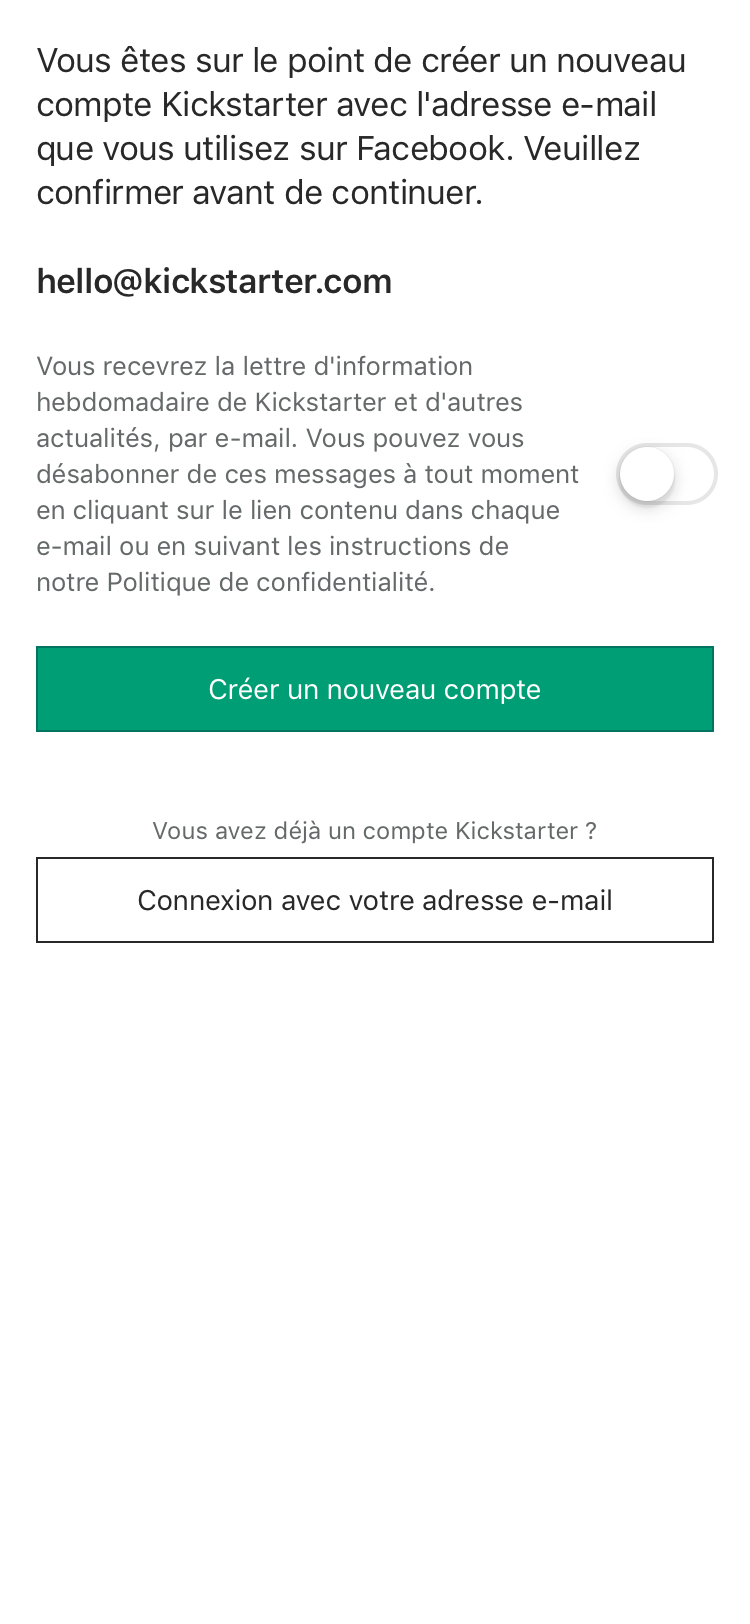 Vous êtes sur le point de créer un nouveau
compte Kickstarter avec l'adresse e-mail
que vous utilisez sur Facebook. Veuillez
confirmer avant de continuer.
hello@kickstarter.com
Vous recevrez la lettre d'information
hebdomadaire de Kickstarter et d'autres
actualités, par e-mail. Vous pouvez vous
désabonner de ces messages à tout moment
en cliquant sur le lien contenu dans chaque
e-mail ou en suivant les instructions de
notre Politique de confidentialité.
Créer un nouveau compte
Vous avez déjà un compte Kickstarter ?
Connexion avec votre adresse e-mail